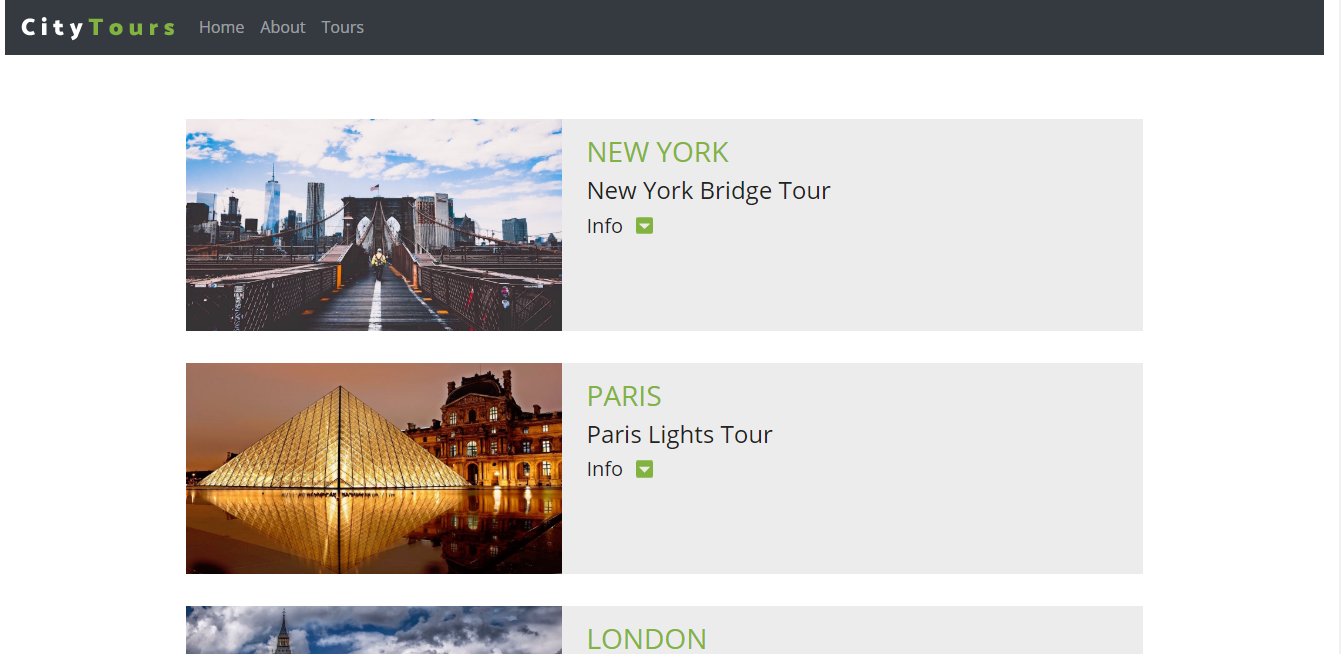 CityTours Home About Tours
NEW YORK
New York Bridge Tour
Info
PARIS
Paris Lights Tour
Info
LONDON